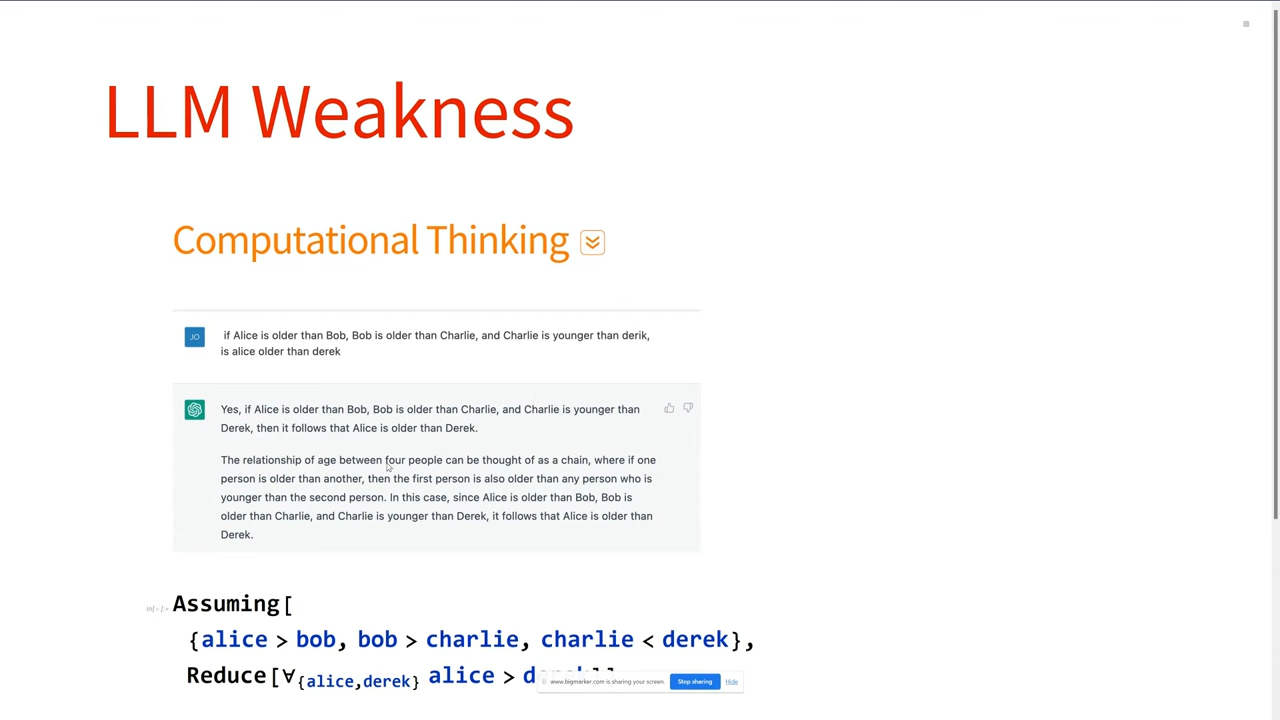 LLM Weakness
Computational Thinking
JO
if Alice is older than Bob, Bob is older than Charlie, and Charlie is younger than derik,
is alice older than derek
Yes, if Alice is older than Bob, Bob is older than Charlie, and Charlie is younger than
Derek, then it follows that Alice is older than Derek.
The relationship of age between four people can be thought of as a chain, where if one
person is older than another, then the first person is also older than any person who is
younger than the second person. In this case, since Alice is older than Bob, Bob is
older than Charlie, and Charlie is younger than Derek, it follows that Alice is older than
Derek.
Assuming[
{alice > bob, bob > charlie, charlie < derek},
Reduce[∀{alice,derek} alice >
www.bigmarker.com is sharing your screen. Stop sharing Hide